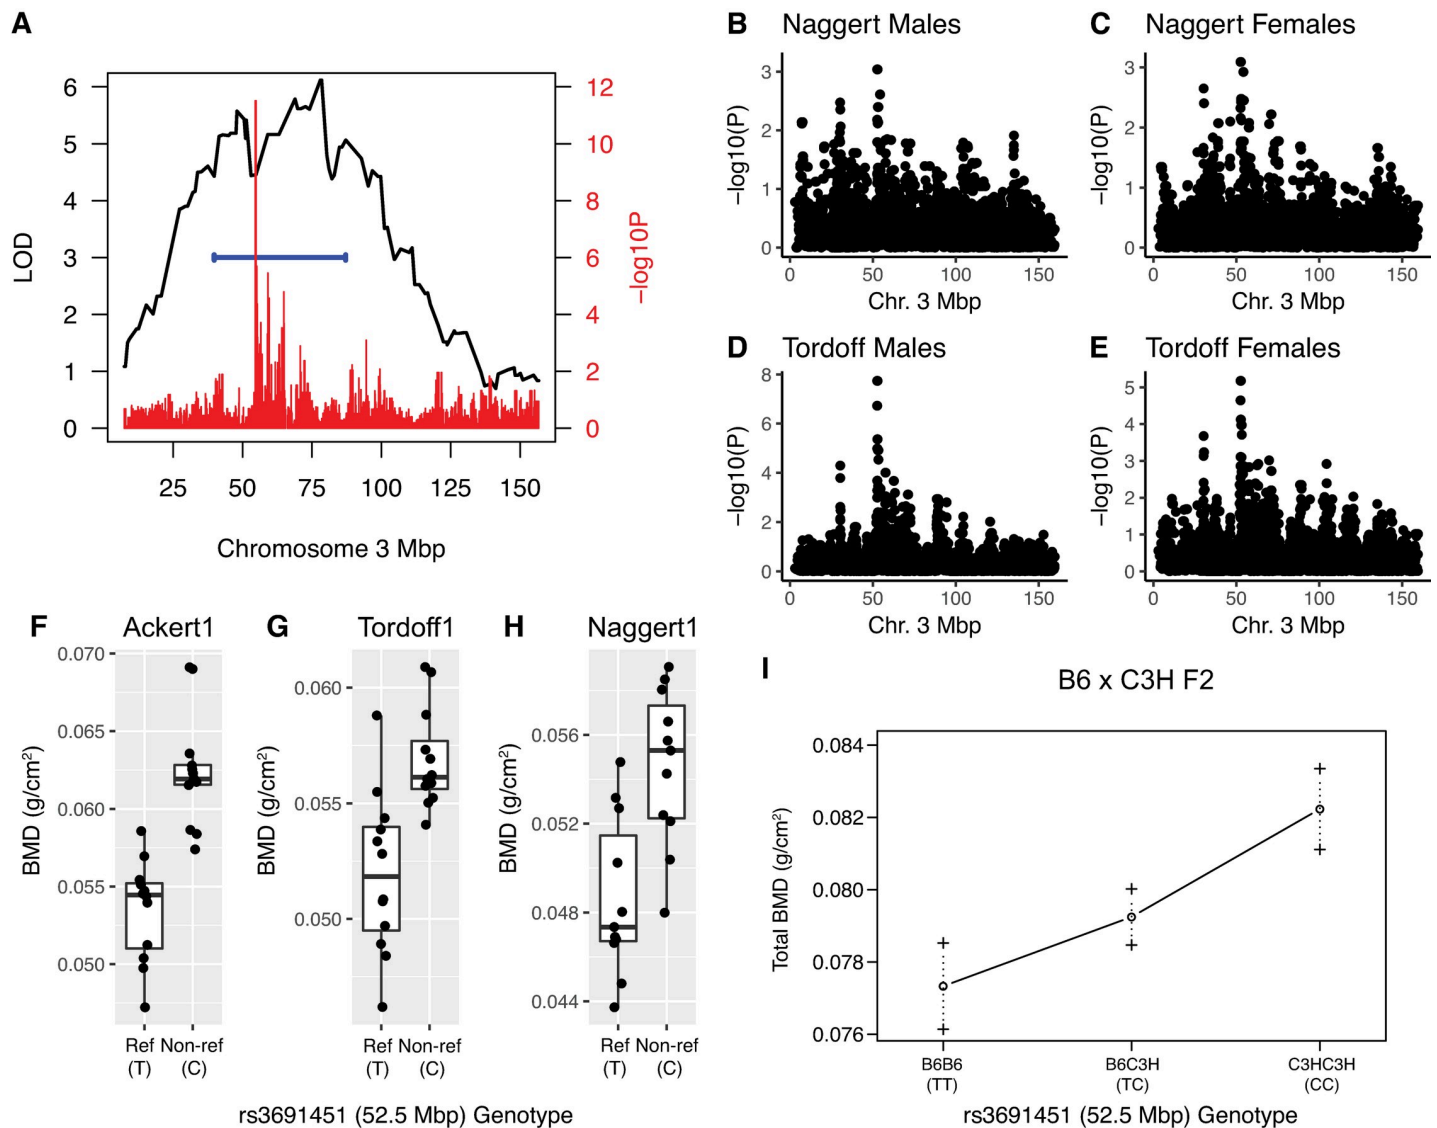 A
6
5
4
3
2
1
0
LOD
12
10
8
6
4
2
0
−log10P
25 50 75 100 125 150
Chromosome 3 Mbp
B Naggert Males
3
2
1
0
−log10(P)
0 50 100 150
Chr. 3 Mbp
C Naggert Females
3
2
1
0
−log10(P)
0 50 100 150
Chr. 3 Mbp
D Tordoff Males
8
6
4
2
0
−log10(P)
0 50 100 150
Chr. 3 Mbp
E Tordoff Females
5
4
3
2
1
0
−log10(P)
0 50 100 150
Chr. 3 Mbp
F Ackert1
0.070
0.065
0.060
0.055
0.050
BMD (g/cm²)
Ref Non-ref
(T) (C)
G Tordoff1
0.060
0.055
0.050
BMD (g/cm²)
Ref Non-ref
(T) (C)
H Naggert1
0.056
0.052
0.048
0.044
BMD (g/cm²)
Ref Non-ref
(T) (C)
rs3691451 (52.5 Mbp) Genotype
I
B6 x C3H F2
0.084
0.082
0.080
0.078
0.076
Total BMD (g/cm²)
B6B6 B6C3H C3HC3H
(TT) (TC) (CC)
rs3691451 (52.5 Mbp) Genotype